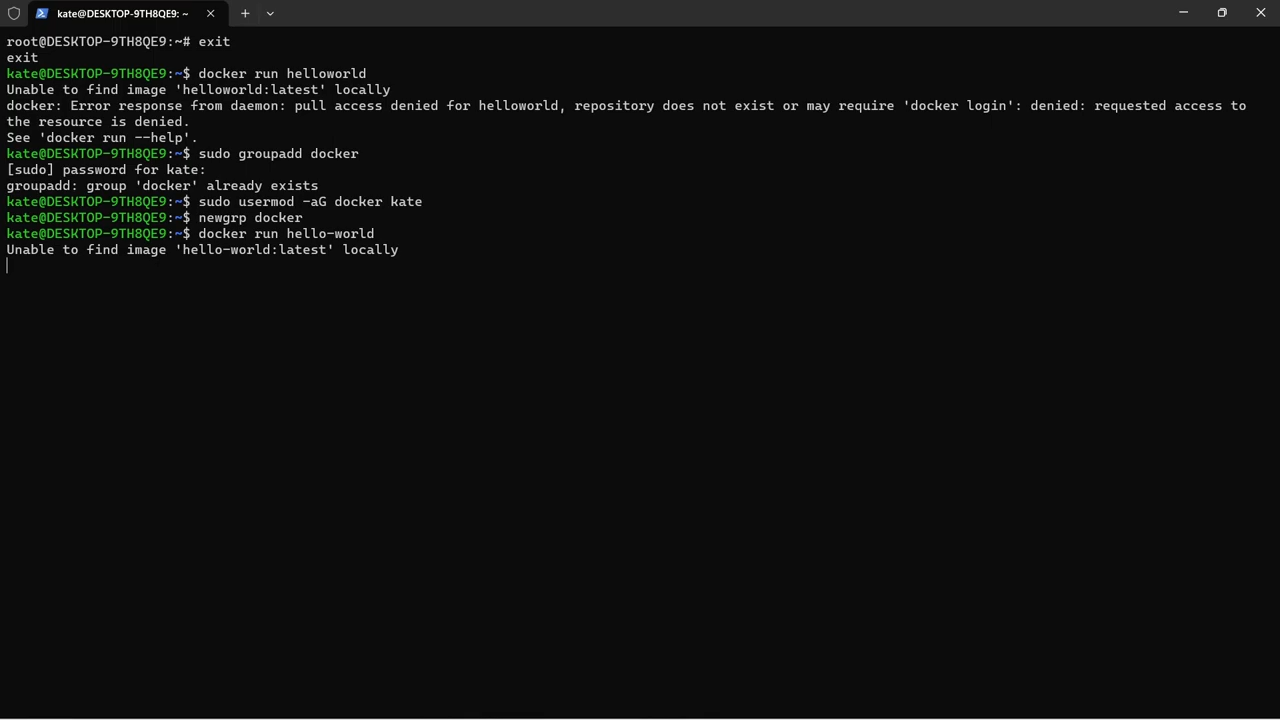 kate@DESKTOP-9TH8QE9: ~
root@DESKTOP-9TH8QE9:~# exit
exit
kate@DESKTOP-9TH8QE9:~$ docker run helloworld
Unable to find image 'helloworld:latest' locally
docker: Error response from daemon: pull access denied for helloworld, repository does not exist or may require 'docker login': denied: requested access to
the resource is denied.
See 'docker run --help'.
kate@DESKTOP-9TH8QE9:~$ sudo groupadd docker
[sudo] password for kate:
groupadd: group 'docker' already exists
kate@DESKTOP-9TH8QE9:~$ sudo usermod -aG docker kate
kate@DESKTOP-9TH8QE9:~$ newgrp docker
kate@DESKTOP-9TH8QE9:~$ docker run hello-world
Unable to find image 'hello-world:latest' locally